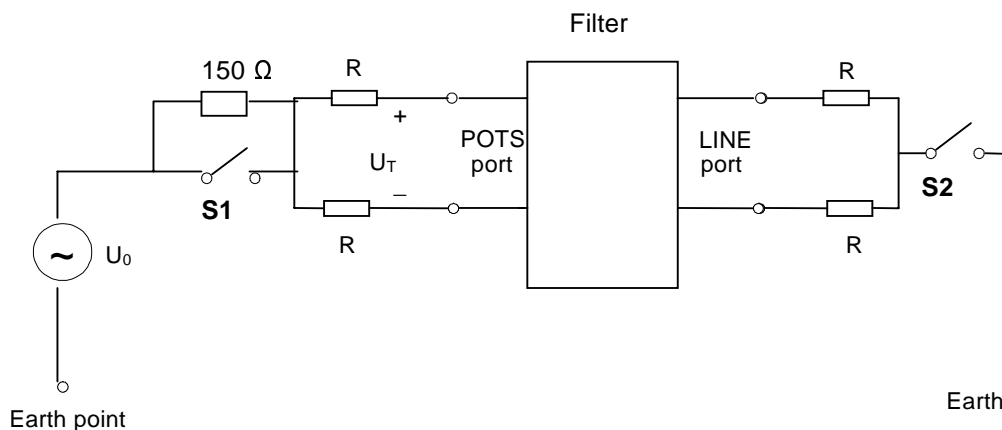 Filter
150 Ω
R
R
+
POTS
port
LINE
port
U_T
–
S1
S2
R
R
~
U₀
Earth point
Earth